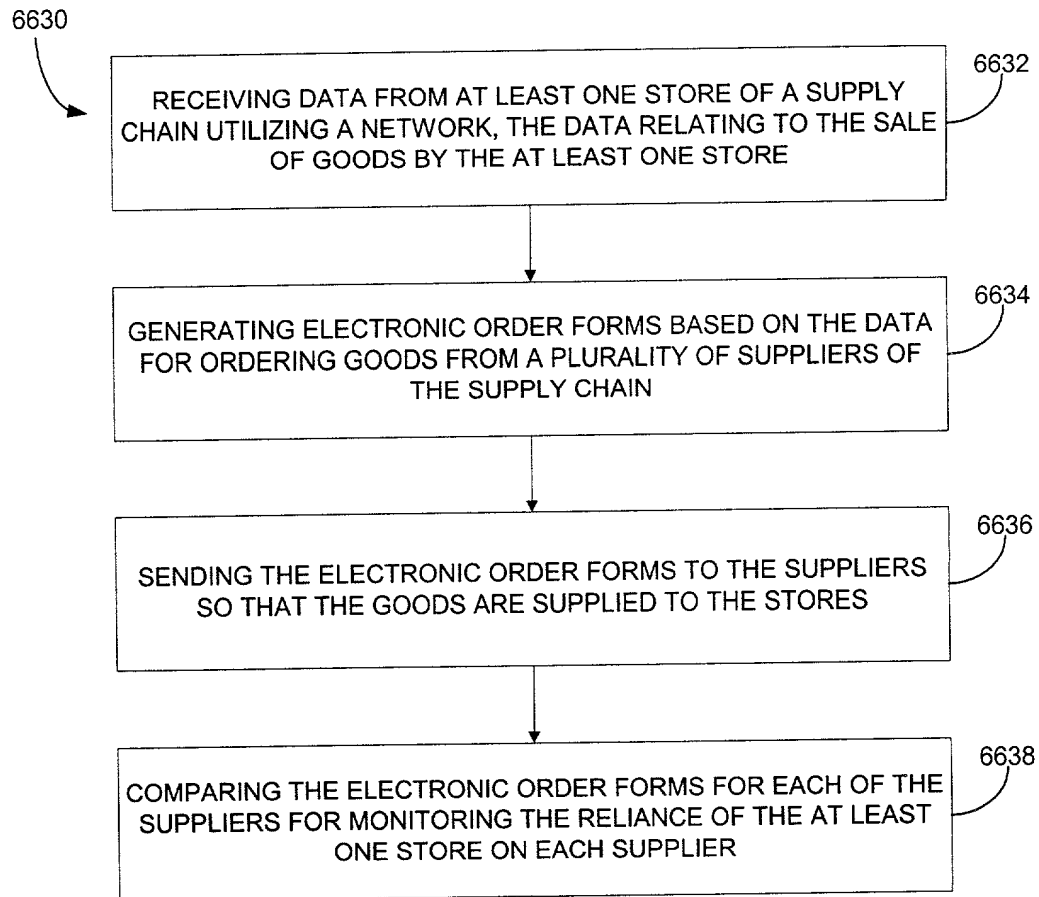 6630
6632
RECEIVING DATA FROM AT LEAST ONE STORE OF A SUPPLY
CHAIN UTILIZING A NETWORK, THE DATA RELATING TO THE SALE
OF GOODS BY THE AT LEAST ONE STORE
6634
GENERATING ELECTRONIC ORDER FORMS BASED ON THE DATA
FOR ORDERING GOODS FROM A PLURALITY OF SUPPLIERS OF
THE SUPPLY CHAIN
6636
SENDING THE ELECTRONIC ORDER FORMS TO THE SUPPLIERS
SO THAT THE GOODS ARE SUPPLIED TO THE STORES
6638
COMPARING THE ELECTRONIC ORDER FORMS FOR EACH OF THE
SUPPLIERS FOR MONITORING THE RELIANCE OF THE AT LEAST
ONE STORE ON EACH SUPPLIER